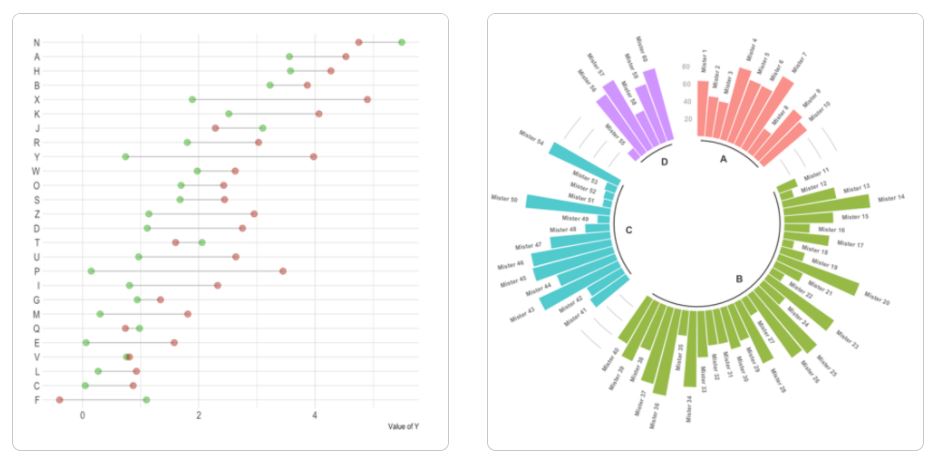 N
A
H
B
X
K
J
R
Y
W
O
S
Z
D
T
U
P
I
G
M
Q
E
V
L
C
F
0 2 4
Value of Y
80
60
40
20
A
B
C
D
Mister 1
Mister 2
Mister 3
Mister 4
Mister 5
Mister 6
Mister 7
Mister 8
Mister 9
Mister 10
Mister 11
Mister 12
Mister 13
Mister 14
Mister 15
Mister 16
Mister 17
Mister 18
Mister 19
Mister 20
Mister 21
Mister 22
Mister 23
Mister 24
Mister 25
Mister 26
Mister 27
Mister 28
Mister 29
Mister 30
Mister 31
Mister 32
Mister 33
Mister 34
Mister 35
Mister 36
Mister 37
Mister 38
Mister 39
Mister 40
Mister 41
Mister 42
Mister 43
Mister 44
Mister 45
Mister 46
Mister 47
Mister 48
Mister 49
Mister 50
Mister 51
Mister 52
Mister 53
Mister 54
Mister 55
Mister 56
Mister 57
Mister 58
Mister 59
Mister 60